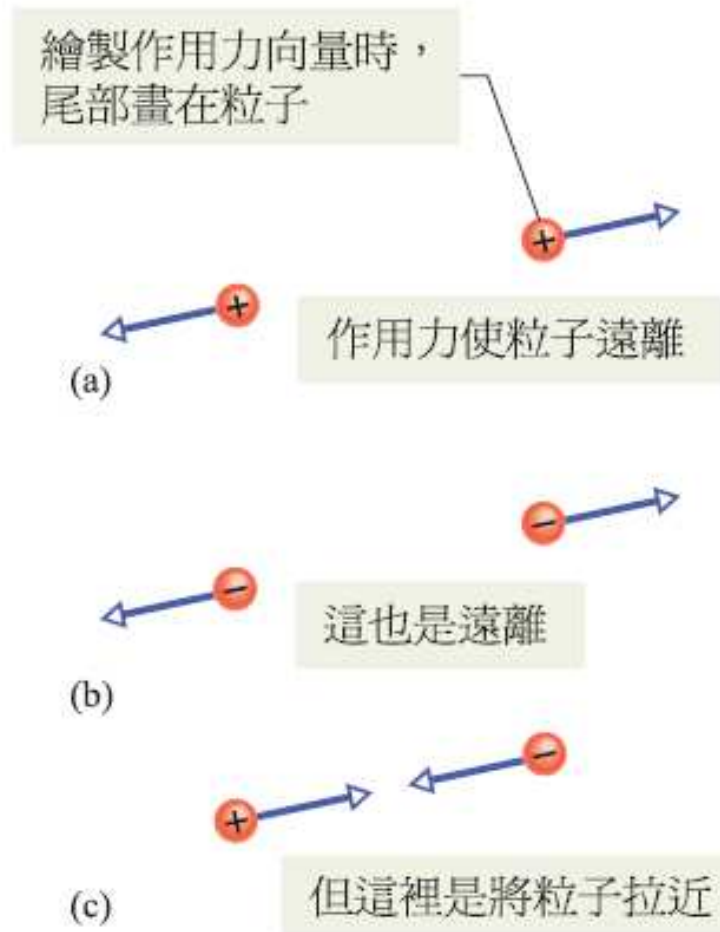 繪製作用力向量時，
尾部畫在粒子
+
+
作用力使粒子遠離
(a)
−
−
這也是遠離
(b)
−
+
但這裡是將粒子拉近
(c)